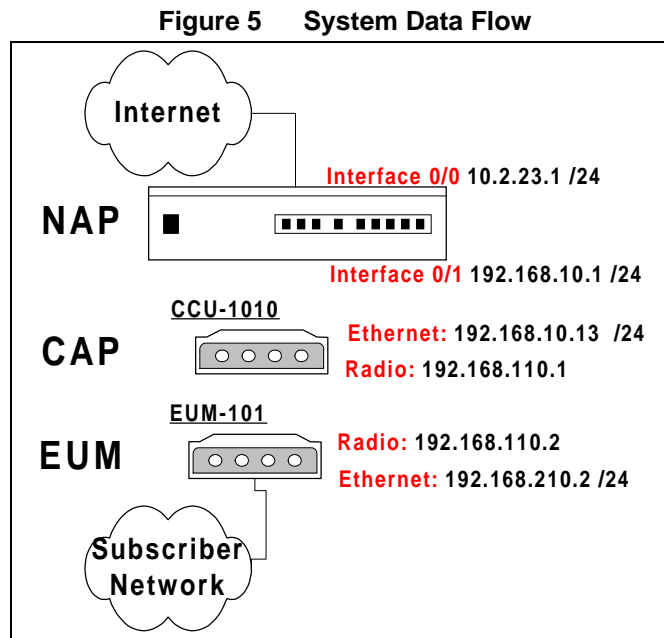 Figure 5 System Data Flow
Internet
Interface 0/0 10.2.23.1 /24
NAP
Interface 0/1 192.168.10.1 /24
CCU-1010
CAP
Ethernet: 192.168.10.13 /24
Radio: 192.168.110.1
EUM-101
EUM
Radio: 192.168.110.2
Ethernet: 192.168.210.2 /24
Subscriber
Network